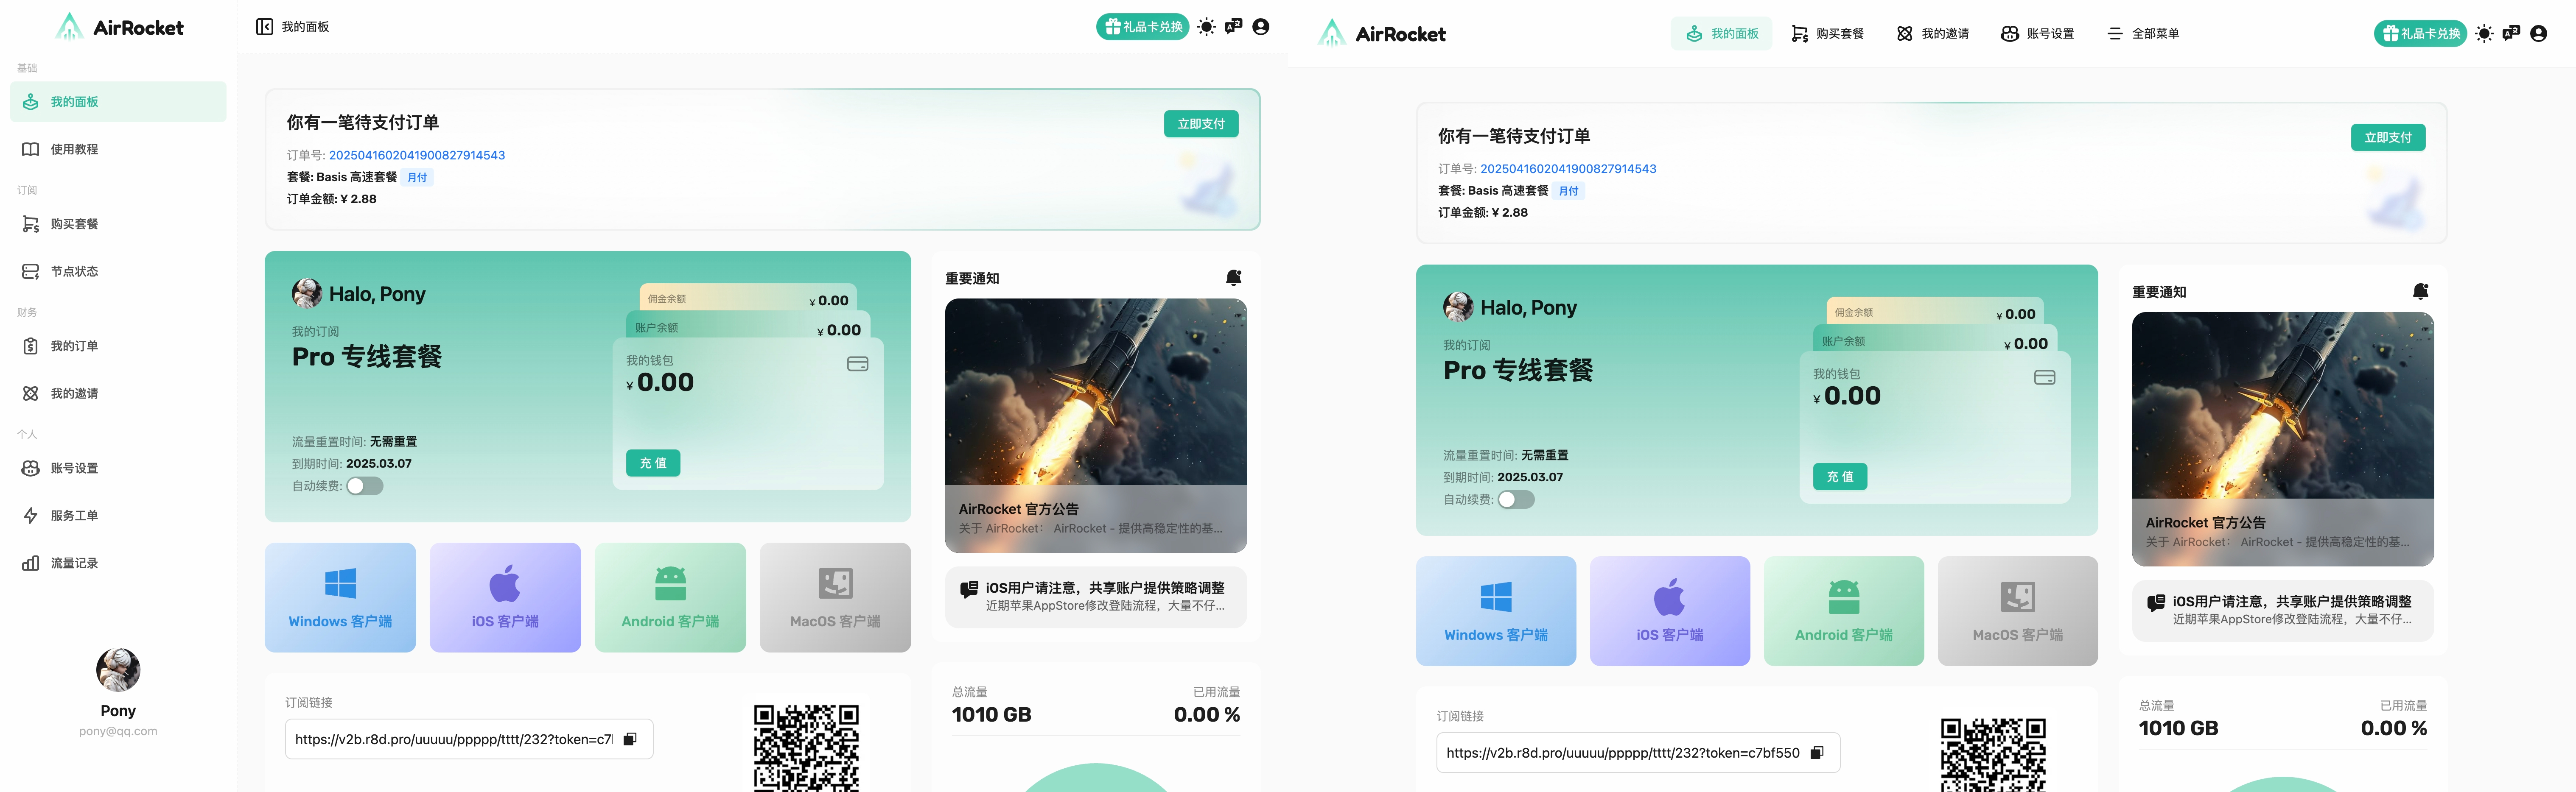 AirRocket
基础
我的面板
使用教程
订阅
购买套餐
节点状态
财务
我的订单
我的邀请
个人
账号设置
服务工单
流量记录
Pony
pony@qq.com
我的面板
礼品卡兑换
你有一笔待支付订单
立即支付
订单号: 2025041602041900827914543
套餐: Basis 高速套餐 月付
订单金额: ¥ 2.88
Halo, Pony
我的订阅
Pro 专线套餐
流量重置时间: 无需重置
到期时间: 2025.03.07
自动续费:
佣金余额
¥ 0.00
账户余额
¥ 0.00
我的钱包
¥ 0.00
充 值
重要通知
AirRocket 官方公告
关于 AirRocket： AirRocket - 提供高稳定性的基...
iOS用户请注意，共享账户提供策略调整
近期苹果AppStore修改登陆流程，大量不仔...
Windows 客户端
iOS 客户端
Android 客户端
MacOS 客户端
订阅链接
https://v2b.r8d.pro/uuuuu/ppppp/tttt/232?token=c7
总流量
已用流量
1010 GB
0.00 %
AirRocket
我的面板
购买套餐
我的邀请
账号设置
全部菜单
礼品卡兑换
你有一笔待支付订单
立即支付
订单号: 2025041602041900827914543
套餐: Basis 高速套餐 月付
订单金额: ¥ 2.88
Halo, Pony
我的订阅
Pro 专线套餐
流量重置时间: 无需重置
到期时间: 2025.03.07
自动续费:
佣金余额
¥ 0.00
账户余额
¥ 0.00
我的钱包
¥ 0.00
充 值
重要通知
AirRocket 官方公告
关于 AirRocket： AirRocket - 提供高稳定性的基...
iOS用户请注意，共享账户提供策略调整
近期苹果AppStore修改登陆流程，大量不仔...
Windows 客户端
iOS 客户端
Android 客户端
MacOS 客户端
订阅链接
https://v2b.r8d.pro/uuuuu/ppppp/tttt/232?token=c7bf550
总流量
已用流量
1010 GB
0.00 %